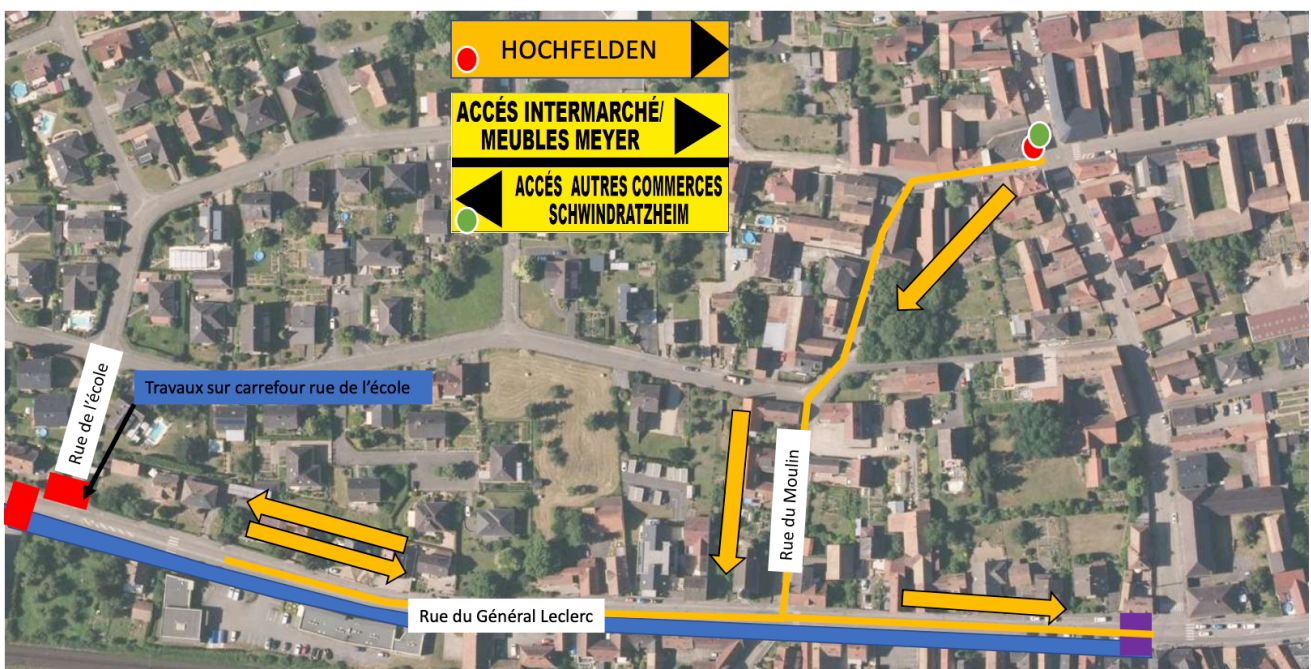 HOCHFELDEN
ACCÉS INTERMARCHÉ/
MEUBLES MEYER
ACCÉS AUTRES COMMERCES
SCHWINDRATZHEIM
Rue de l'école
Travaux sur carrefour rue de l'école
Rue du Moulin
Rue du Général Leclerc